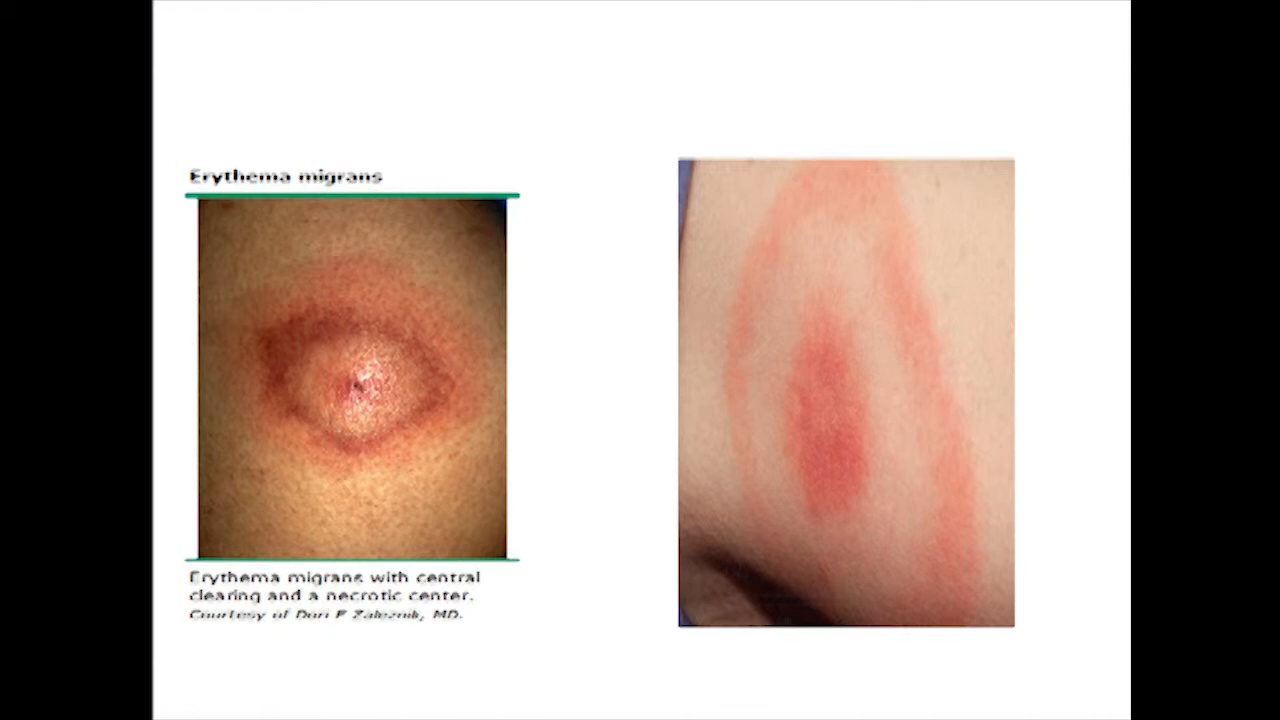 Erythema migrans
Erythema migrans with central
clearing and a necrotic center.
Courtesy of Dori F Zaleznik, MD.